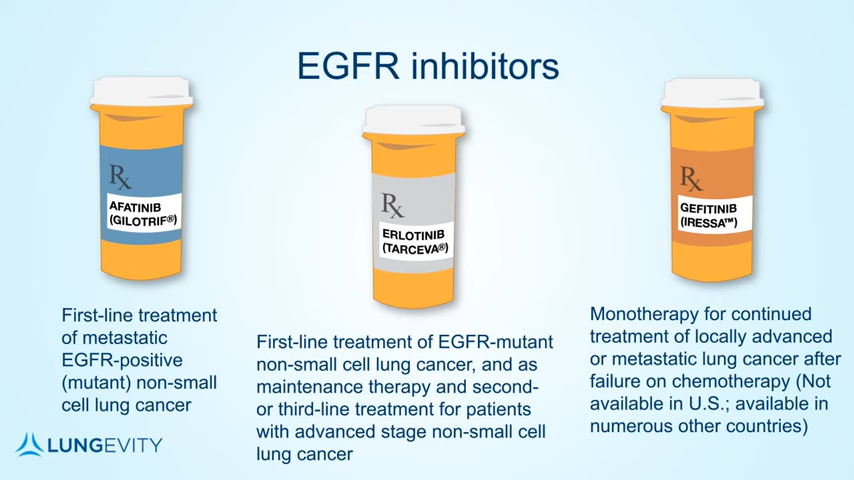 EGFR inhibitors
Rx
AFATINIB
(GILOTRIF®)
First-line treatment
of metastatic
EGFR-positive
(mutant) non-small
cell lung cancer
Rx
ERLOTINIB
(TARCEVA®)
First-line treatment of EGFR-mutant
non-small cell lung cancer, and as
maintenance therapy and second-
or third-line treatment for patients
with advanced stage non-small cell
lung cancer
Rx
GEFITINIB
(IRESSA™)
Monotherapy for continued
treatment of locally advanced
or metastatic lung cancer after
failure on chemotherapy (Not
available in U.S.; available in
numerous other countries)
LUNGEVITY